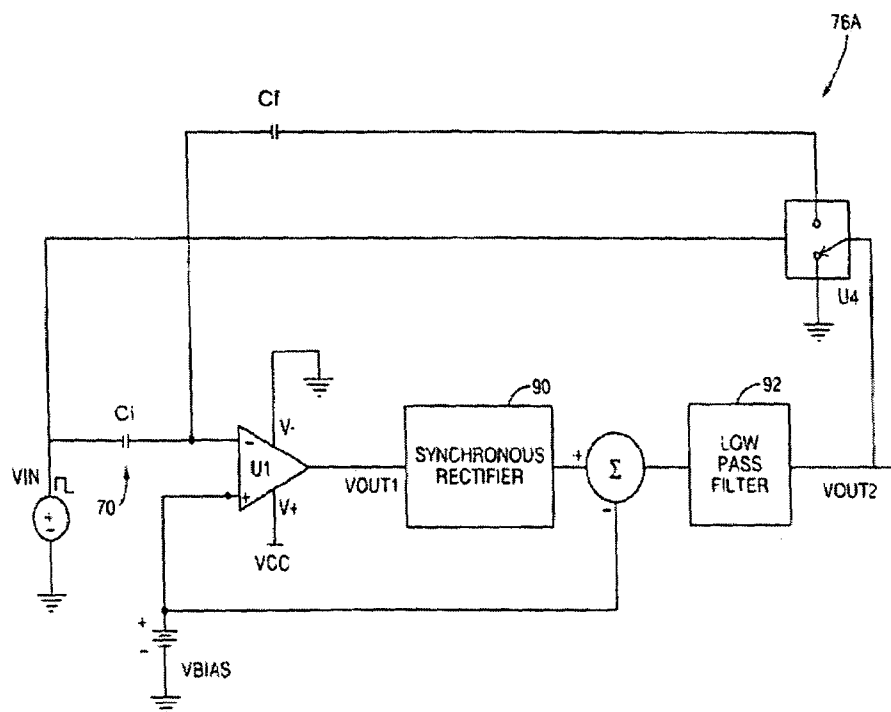 76A
Cf
U4
90
92
Ci
V-
-
U1
+
V+
SYNCHRONOUS
RECTIFIER
+
Σ
-
LOW
PASS
FILTER
VIN
+
-
70
VOUT1
VOUT2
VCC
+
-
VBIAS